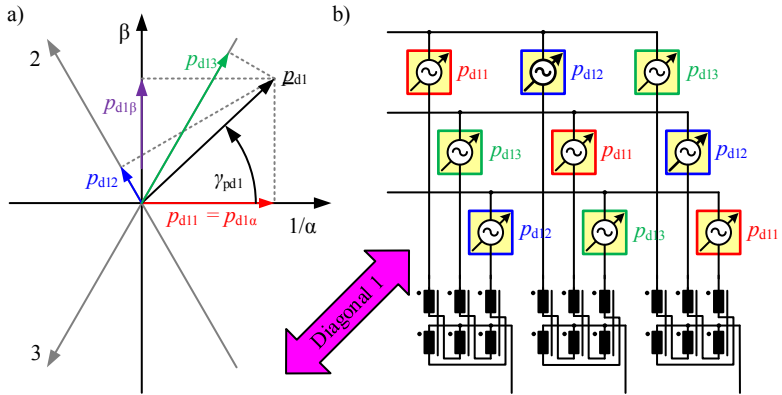 a)
β
2
p_d13
p_d1
p_d1β
γ_pd1
p_d12
p_d11 = p_d1α
1/α
3
b)
p_d11
p_d12
p_d13
p_d13
p_d11
p_d12
p_d12
p_d13
p_d11
Diagonal 1